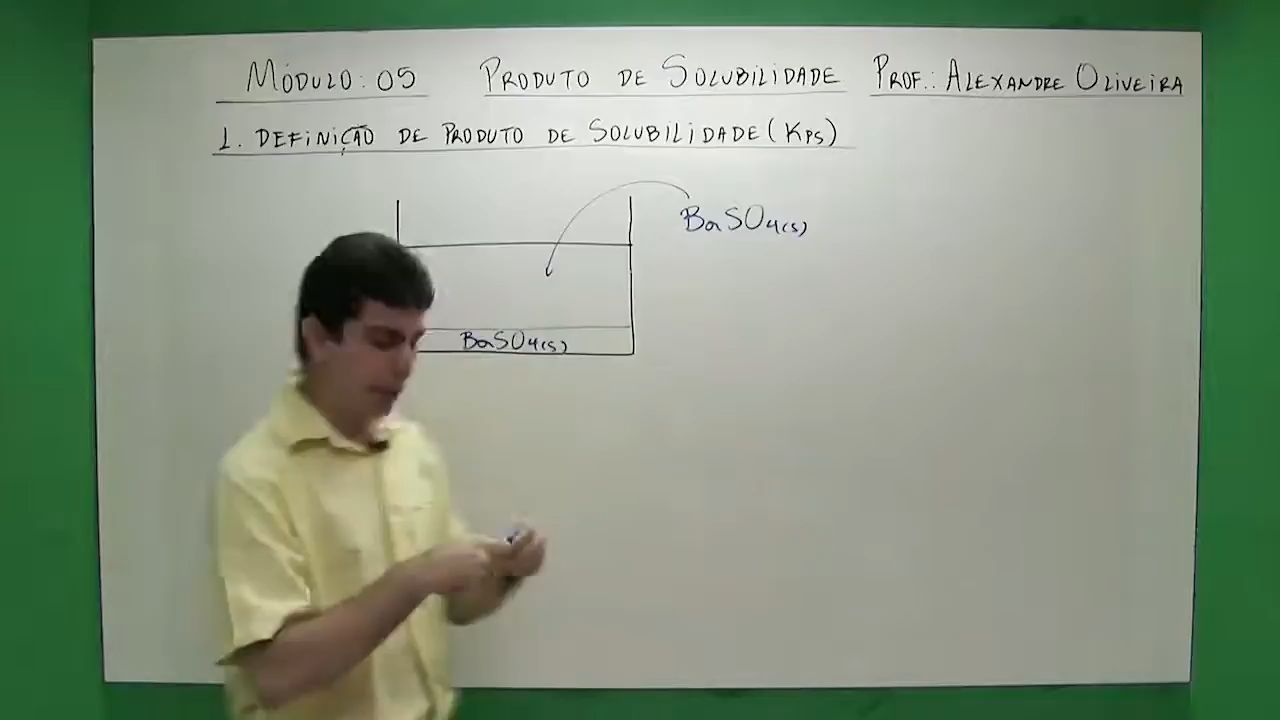 MÓDULO: 05 PRODUTO DE SOLUBILIDADE PROF.: ALEXANDRE OLIVEIRA
1. DEFINIÇÃO DE PRODUTO DE SOLUBILIDADE (KPS)
BaSO4(s)
BaSO4(s)